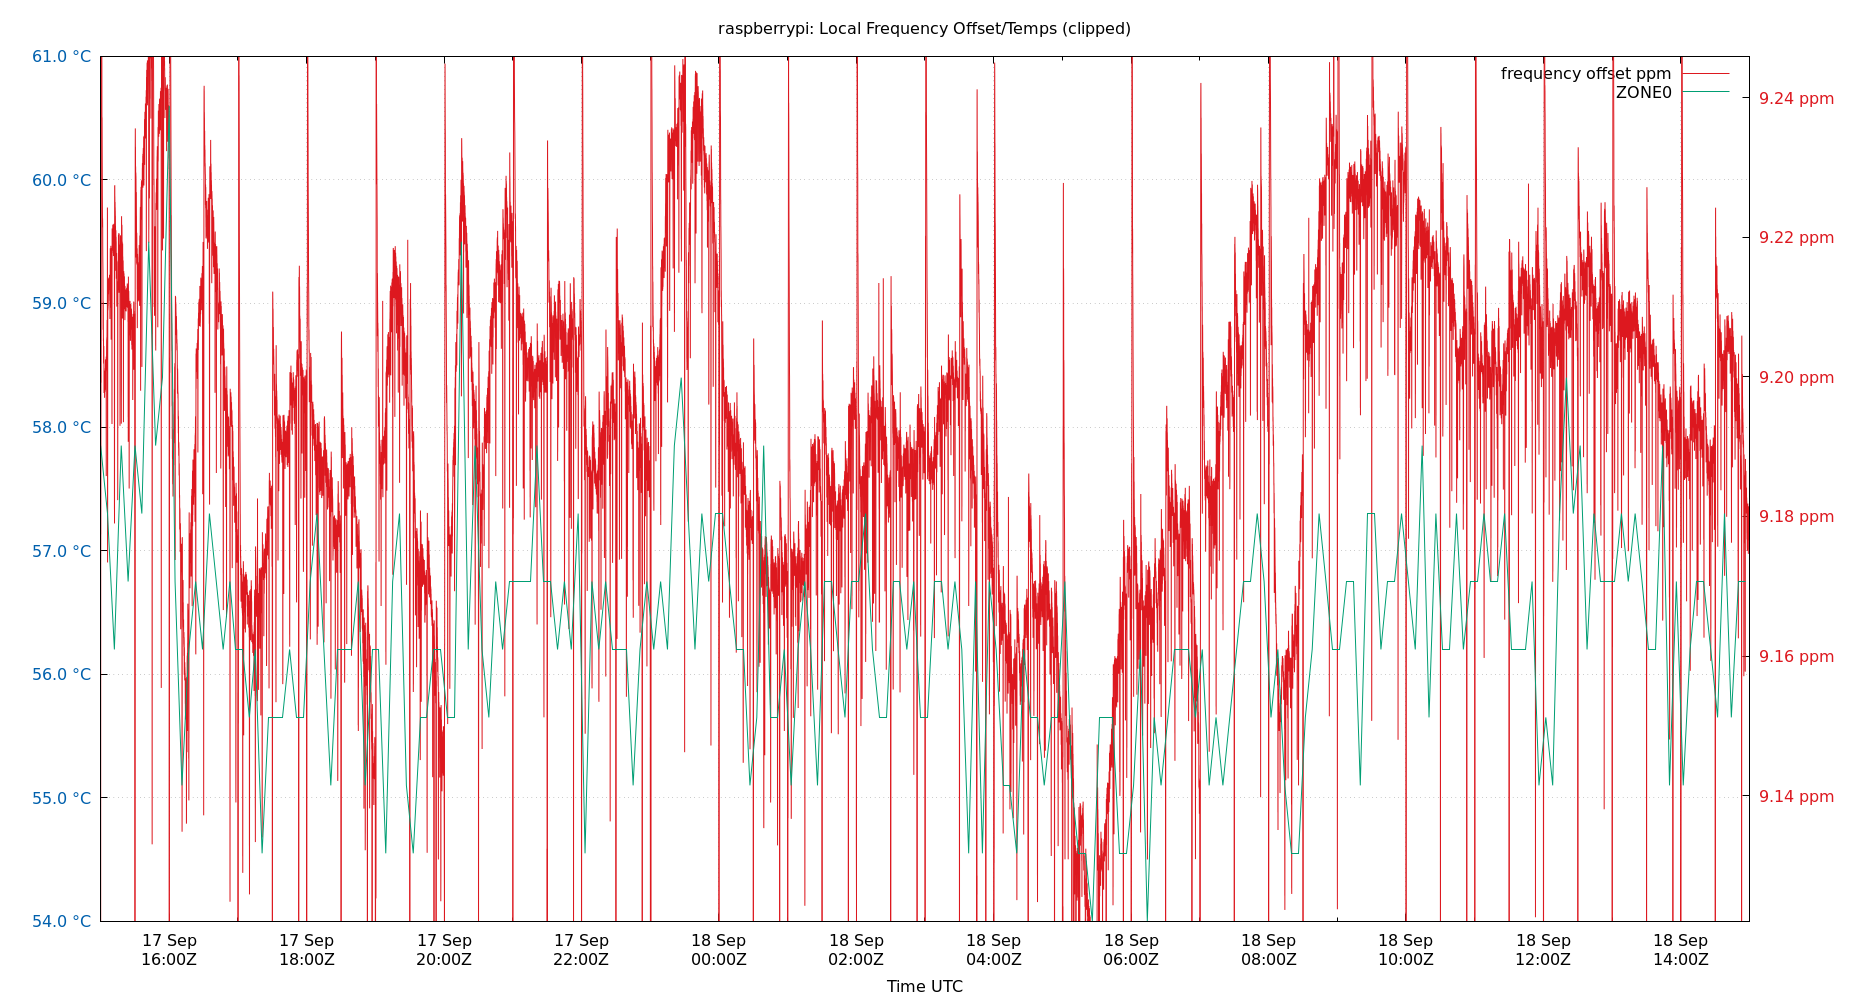 raspberrypi: Local Frequency Offset/Temps (clipped)
frequency offset ppm
ZONE0
61.0 °C
60.0 °C
59.0 °C
58.0 °C
57.0 °C
56.0 °C
55.0 °C
54.0 °C
9.24 ppm
9.22 ppm
9.20 ppm
9.18 ppm
9.16 ppm
9.14 ppm
17 Sep 17 Sep 17 Sep 17 Sep 18 Sep 18 Sep 18 Sep 18 Sep 18 Sep 18 Sep 18 Sep 18 Sep
16:00Z 18:00Z 20:00Z 22:00Z 00:00Z 02:00Z 04:00Z 06:00Z 08:00Z 10:00Z 12:00Z 14:00Z
Time UTC